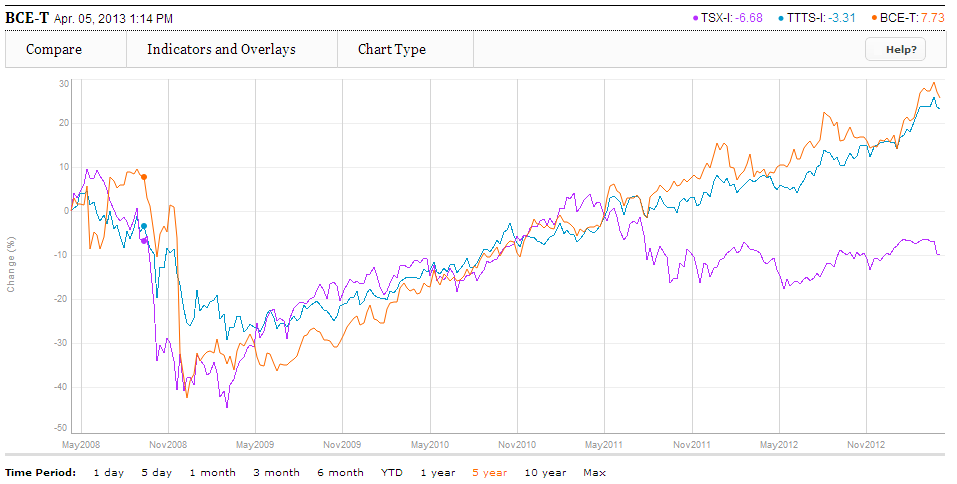 BCE-T Apr. 05, 2013 1:14 PM TSX-I: -6.68 TTTS-I: -3.31 BCE-T: 7.73
Compare Indicators and Overlays Chart Type Help?
30
20
10
0
-10
-20
-30
-40
-50
Change (%)
May2008 Nov2008 May2009 Nov2009 May2010 Nov2010 May2011 Nov2011 May2012 Nov2012
Time Period: 1 day 5 day 1 month 3 month 6 month YTD 1 year 5 year 10 year Max